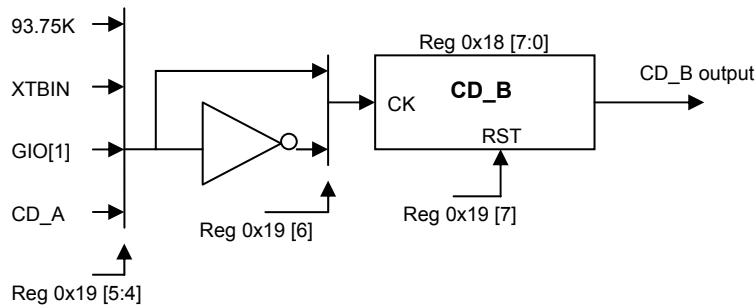 93.75K
XTBIN
GIO[1]
CD_A
Reg 0x19 [5:4]
Reg 0x19 [6]
Reg 0x18 [7:0]
CD_B
CK
RST
Reg 0x19 [7]
CD_B output